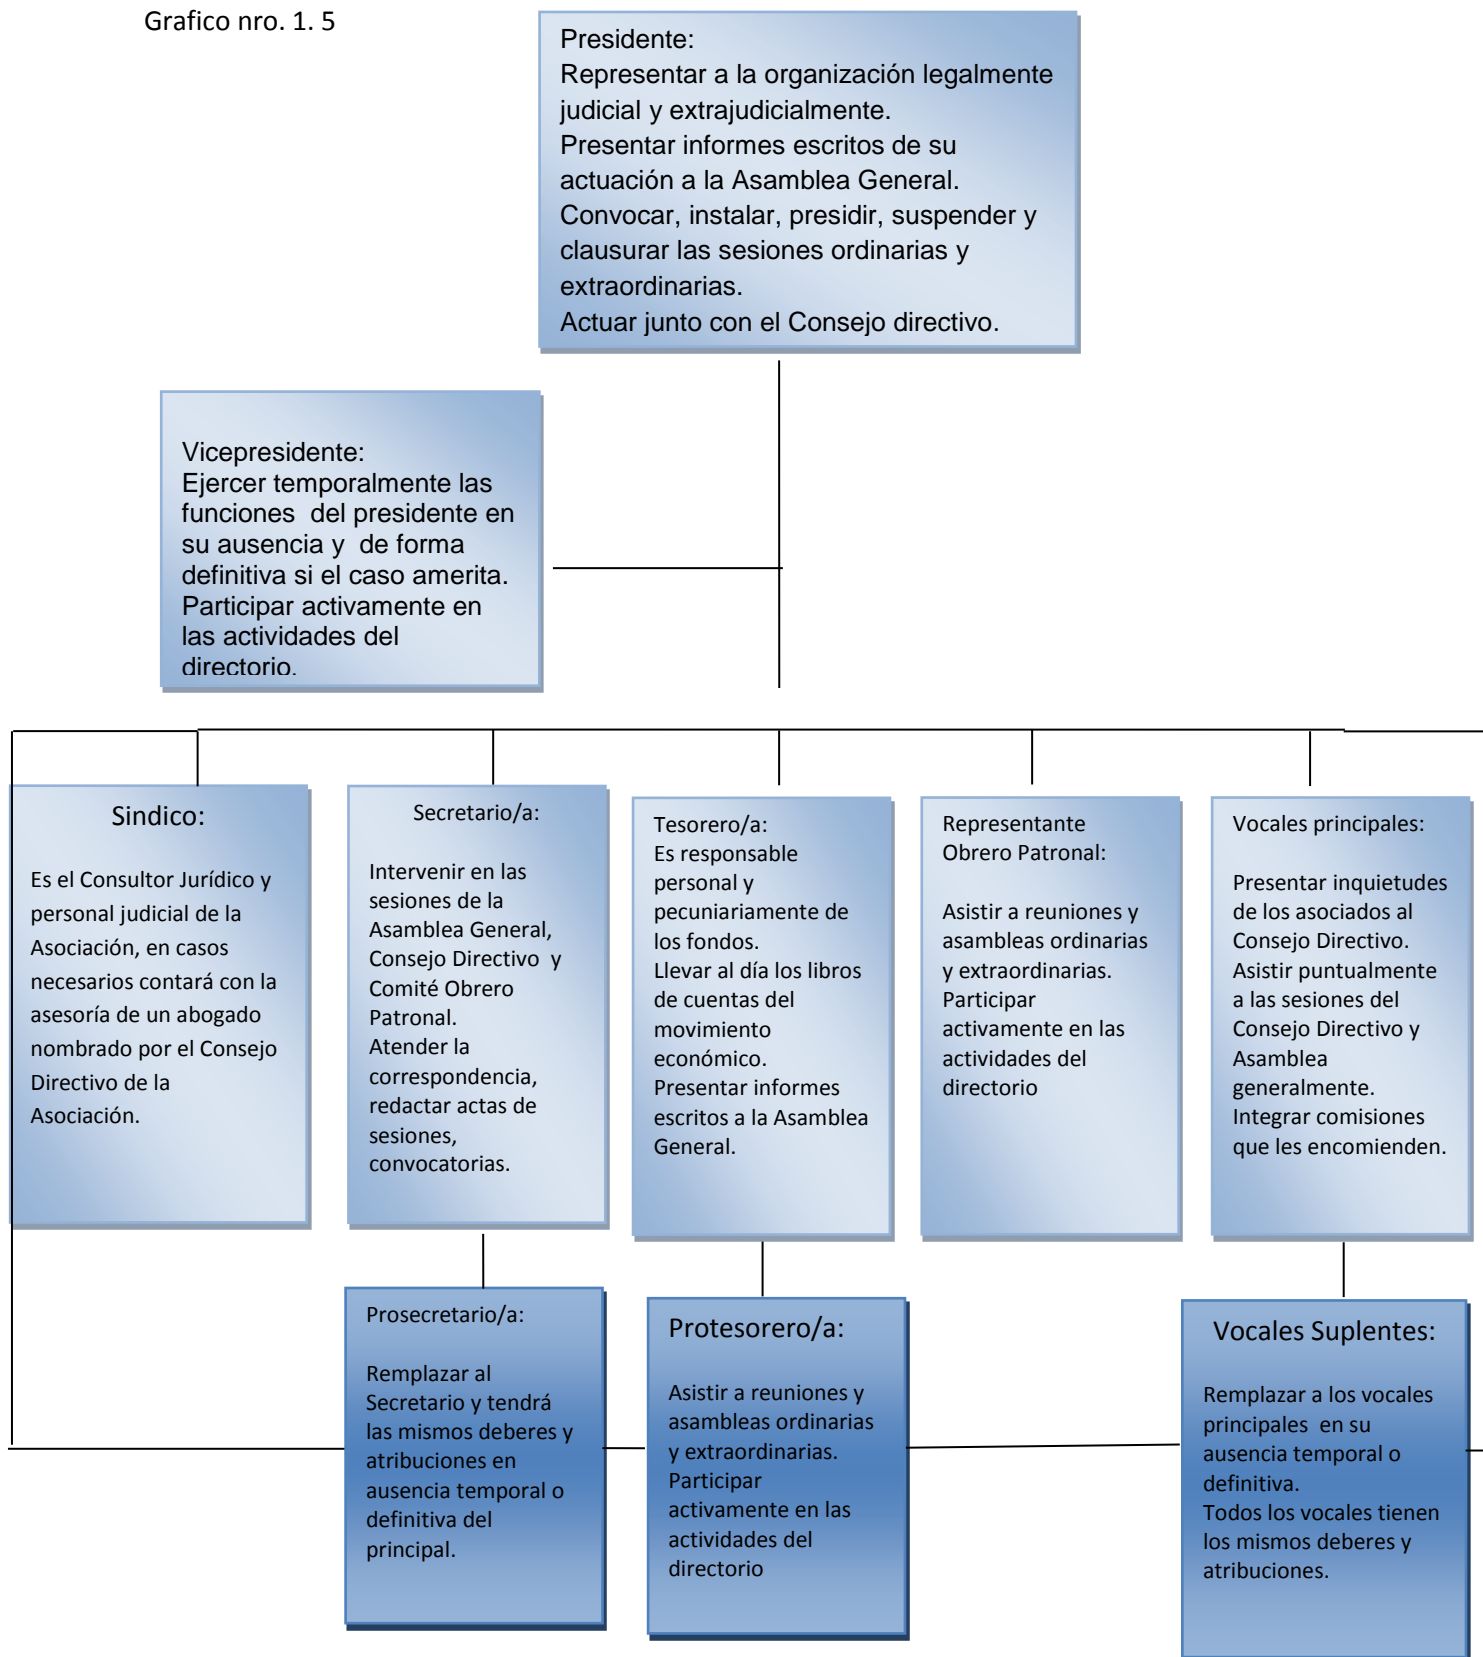 Grafico nro. 1. 5
Presidente:
Representar a la organización legalmente
judicial y extrajudicialmente.
Presentar informes escritos de su
actuación a la Asamblea General.
Convocar, instalar, presidir, suspender y
clausurar las sesiones ordinarias y
extraordinarias.
Actuar junto con el Consejo directivo.
Vicepresidente:
Ejercer temporalmente las
funciones  del presidente en
su ausencia y  de forma
definitiva si el caso amerita.
Participar activamente en
las actividades del
directorio.
Sindico:
Es el Consultor Jurídico y
personal judicial de la
Asociación, en casos
necesarios contará con la
asesoría de un abogado
nombrado por el Consejo
Directivo de la
Asociación.
Secretario/a:
Intervenir en las
sesiones de la
Asamblea General,
Consejo Directivo  y
Comité Obrero
Patronal.
Atender la
correspondencia,
redactar actas de
sesiones,
convocatorias.
Tesorero/a:
Es responsable
personal y
pecuniariamente de
los fondos.
Llevar al día los libros
de cuentas del
movimiento
económico.
Presentar informes
escritos a la Asamblea
General.
Representante
Obrero Patronal:
Asistir a reuniones y
asambleas ordinarias
y extraordinarias.
Participar
activamente en las
actividades del
directorio
Vocales principales:
Presentar inquietudes
de los asociados al
Consejo Directivo.
Asistir puntualmente
a las sesiones del
Consejo Directivo y
Asamblea
generalmente.
Integrar comisiones
que les encomienden.
Prosecretario/a:
Remplazar al
Secretario y tendrá
las mismos deberes y
atribuciones en
ausencia temporal o
definitiva del
principal.
Protesorero/a:
Asistir a reuniones y
asambleas ordinarias
y extraordinarias.
Participar
activamente en las
actividades del
directorio
Vocales Suplentes:
Remplazar a los vocales
principales  en su
ausencia temporal o
definitiva.
Todos los vocales tienen
los mismos deberes y
atribuciones.